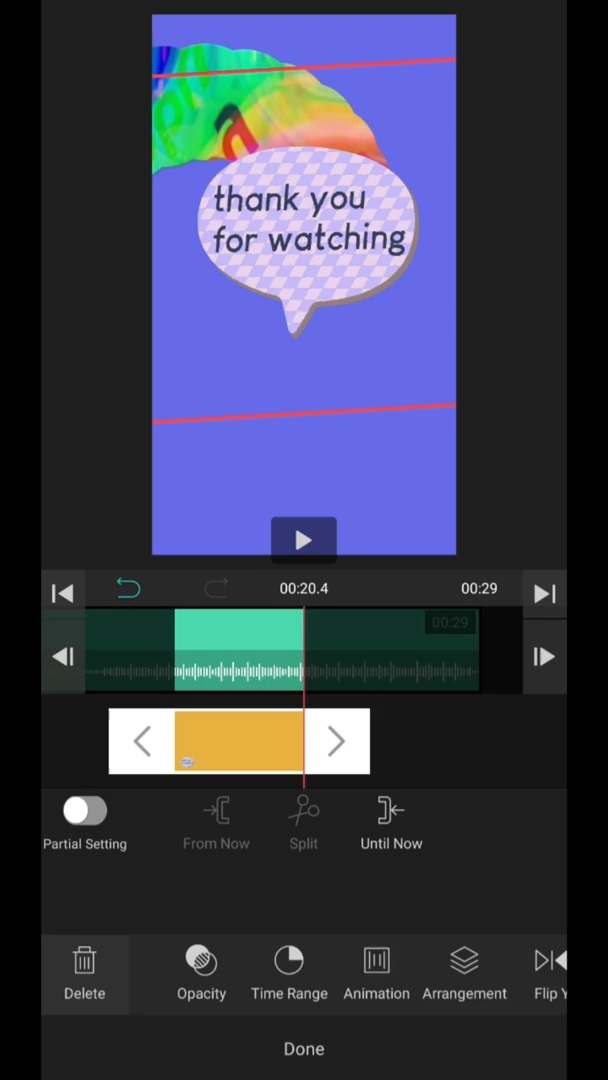 thank you
for watching
00:20.4
00:29
00:29
Partial Setting
From Now
Split
Until Now
Delete
Opacity
Time Range
Animation
Arrangement
Flip
Done